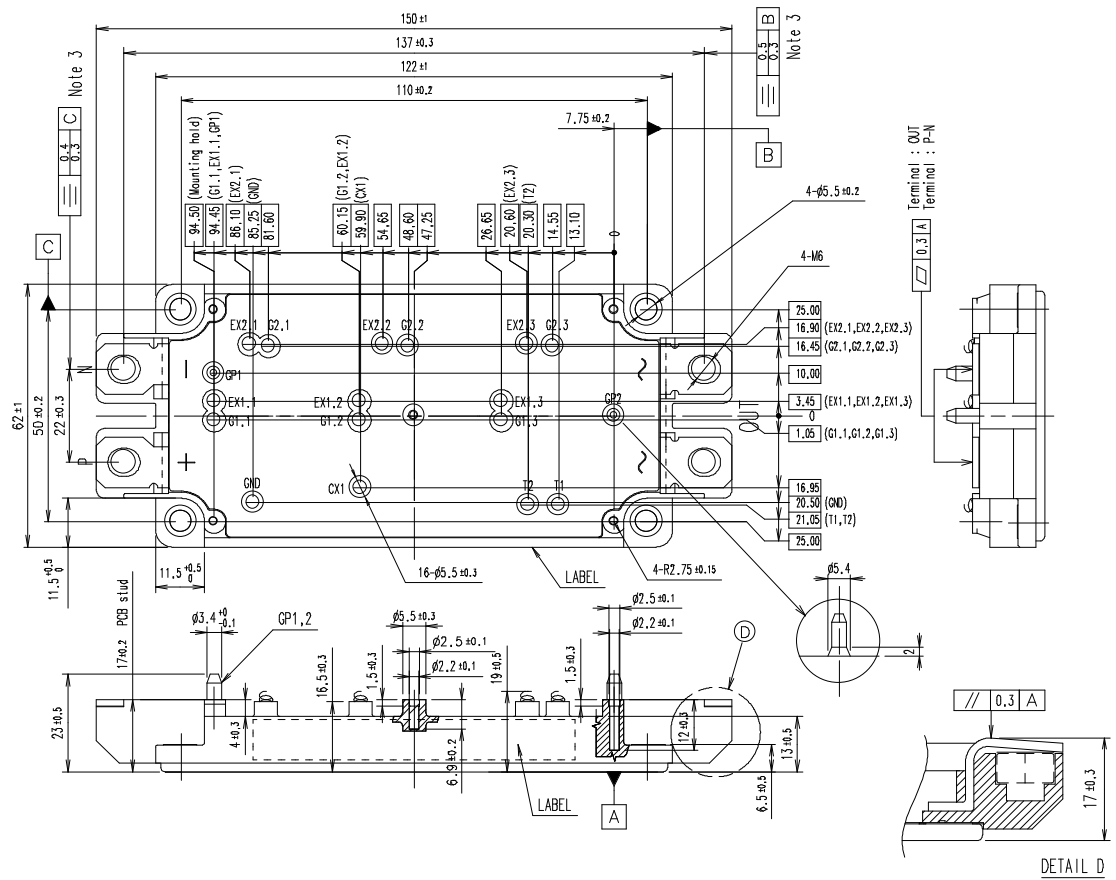 150 ±1
137 ±0.3
122 ±1
110 ±0.2
7.75 ±0.2
Note 3
0.4
0.3
C
C
0.5
0.3
B
Note 3
B
94.50 (Mounting hold)
94.45 (G1.1,EX1.1,GP1)
86.10 (EX2.1)
85.25 (GND)
81.60
60.15 (G1.2,EX1.2)
59.90 (CX1)
54.65
48.60
47.25
26.65
20.60 (EX2.3)
20.30 (T2)
14.55
13.10
0
4-ϕ5.5 ±0.2
4-M6
Terminal : OUT
Terminal : P-N
0.3 A
25.00
16.90 (EX2.1,EX2.2,EX2.3)
16.45 (G2.1,G2.2,G2.3)
10.00
3.45 (EX1.1,EX1.2,EX1.3)
0
1.05 (G1.1,G1.2,G1.3)
16.95
20.50 (GND)
21.05 (T1,T2)
25.00
62 ±1
50 ±0.2
22 ±0.3
N
P
−
+
EX2.1
G2.1
EX2.2
G2.2
EX2.3
G2.3
GP1
EX1.1
G1.1
EX1.2
G1.2
EX1.3
G1.3
GP2
OUT
~
~
GND
CX1
T2
T1
11.5 +0.5 0
11.5 +0.5 0
16-ϕ5.5 ±0.3
LABEL
4-R2.75 ±0.15
ϕ5.4
2
23 ±0.5
17 ±0.2 PCB stud
ϕ3.4 +0 -0.1
GP1,2
4 ±0.3
16.5 ±0.3
1.5 ±0.3
ϕ5.5 ±0.3
ϕ2.5 ±0.1
ϕ2.2 ±0.1
6.9 ±0.2
19 ±0.5
1.5 ±0.3
ϕ2.5 ±0.1
ϕ2.2 ±0.1
12 ±0.3
D
13 ±0.5
6.5 ±0.5
LABEL
A
// 0.3 A
17 ±0.3
DETAIL D